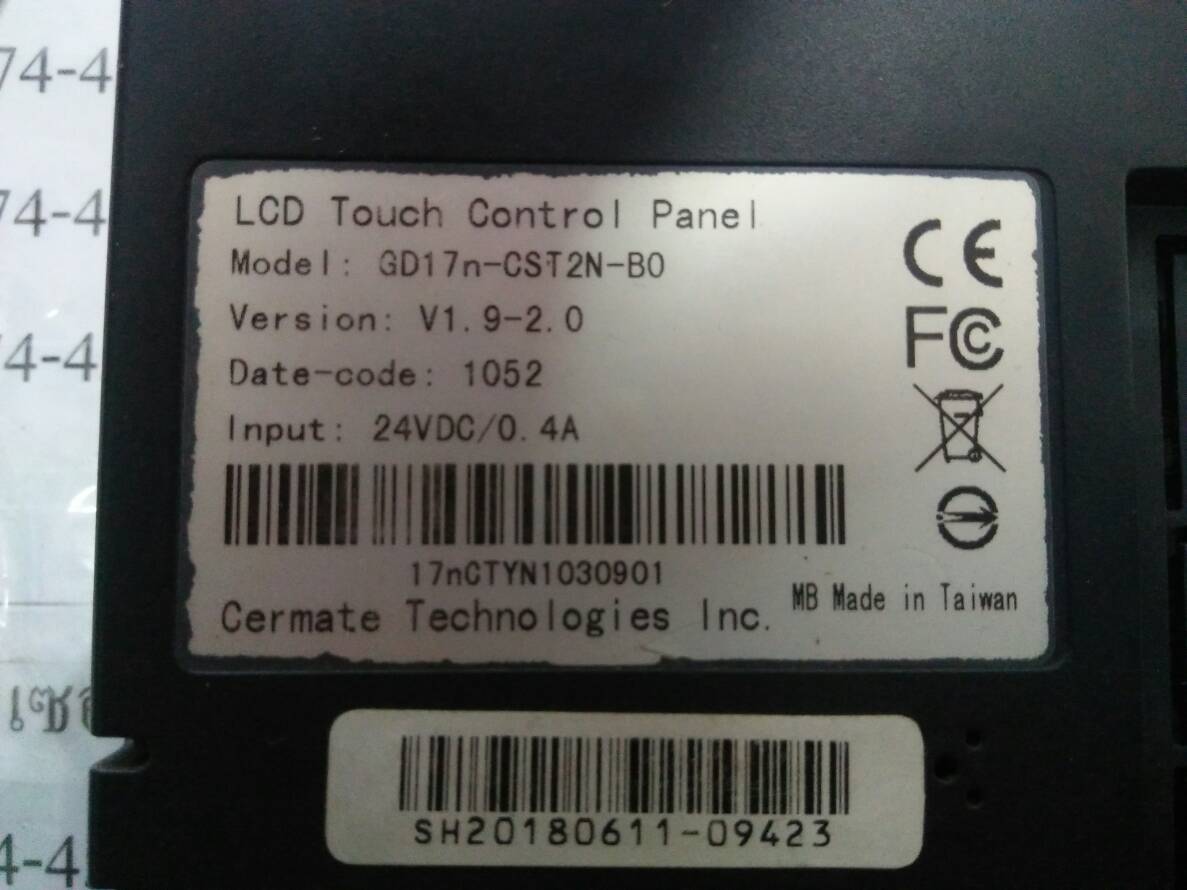 LCD Touch Control Panel
Model: GD17n-CST2N-B0
Version: V1.9-2.0
Date-code: 1052
Input: 24VDC/0.4A
CE
FC
17nCTYN1030901
Cermate Technologies Inc.
MB Made in Taiwan
SH20180611-09423
74-4
74-4
74-4
4-4